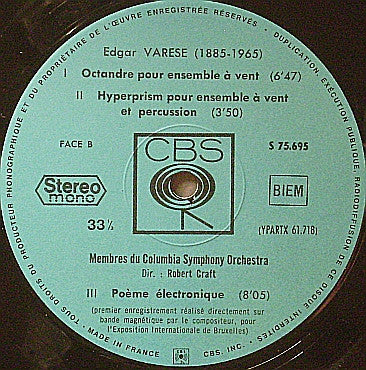 TOUS DROITS DU PRODUCTEUR PHONOGRAPHIQUE ET DU PROPRIÉTAIRE DE L'ŒUVRE ENREGISTRÉE RÉSERVÉS • DUPLICATION, EXÉCUTION PUBLIQUE, RADIODIFFUSION DE CE DISQUE INTERDITES •
Edgar VARESE (1885-1965)
I Octandre pour ensemble à vent (6'47)
II Hyperprism pour ensemble à vent
et percussion (3'50)
FACE B
CBS
S 75.695
Stereo
mono
BIEM
33⅓
(YPARTX 61.718)
Membres du Columbia Symphony Orchestra
Dir. : Robert Craft
III Poème électronique (8'05)
(premier enregistrement réalisé directement sur
bande magnétique par le compositeur, pour
l'Exposition Internationale de Bruxelles)
MADE IN FRANCE
CBS
CBS, INC.